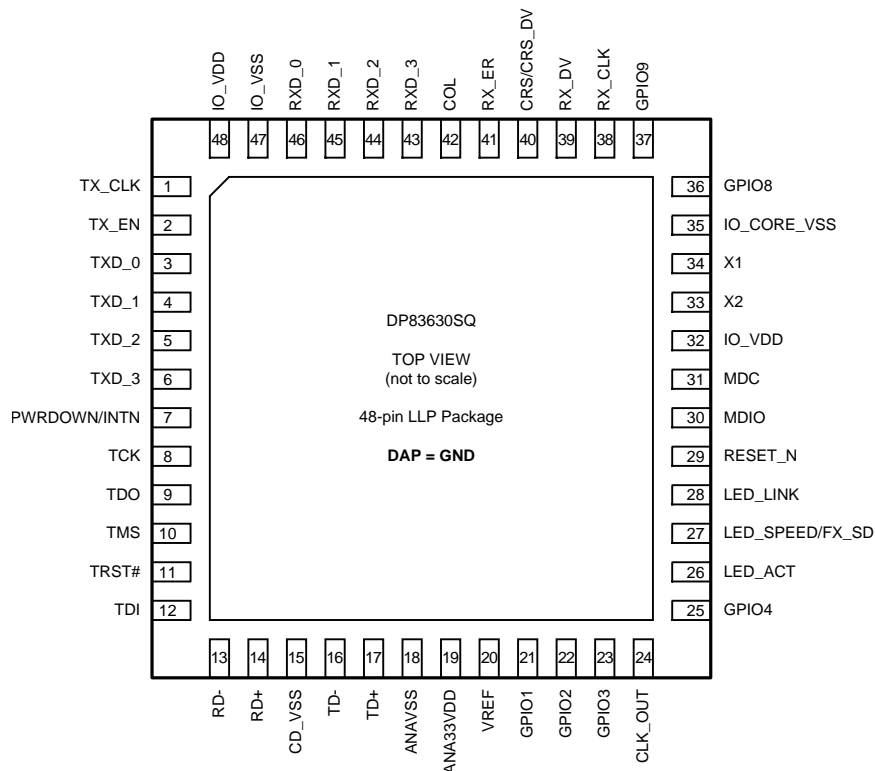 IO_VDD
IO_VSS
RXD_0
RXD_1
RXD_2
RXD_3
COL
RX_ER
CRS/CRS_DV
RX_DV
RX_CLK
GPIO9
48
47
46
45
44
43
42
41
40
39
38
37
TX_CLK 1
TX_EN 2
TXD_0 3
TXD_1 4
TXD_2 5
TXD_3 6
PWRDOWN/INTN 7
TCK 8
TDO 9
TMS 10
TRST# 11
TDI 12
DP83630SQ
TOP VIEW
(not to scale)
48-pin LLP Package
DAP = GND
36 GPIO8
35 IO_CORE_VSS
34 X1
33 X2
32 IO_VDD
31 MDC
30 MDIO
29 RESET_N
28 LED_LINK
27 LED_SPEED/FX_SD
26 LED_ACT
25 GPIO4
13
14
15
16
17
18
19
20
21
22
23
24
RD-
RD+
CD_VSS
TD-
TD+
ANAVSS
ANA33VDD
VREF
GPIO1
GPIO2
GPIO3
CLK_OUT